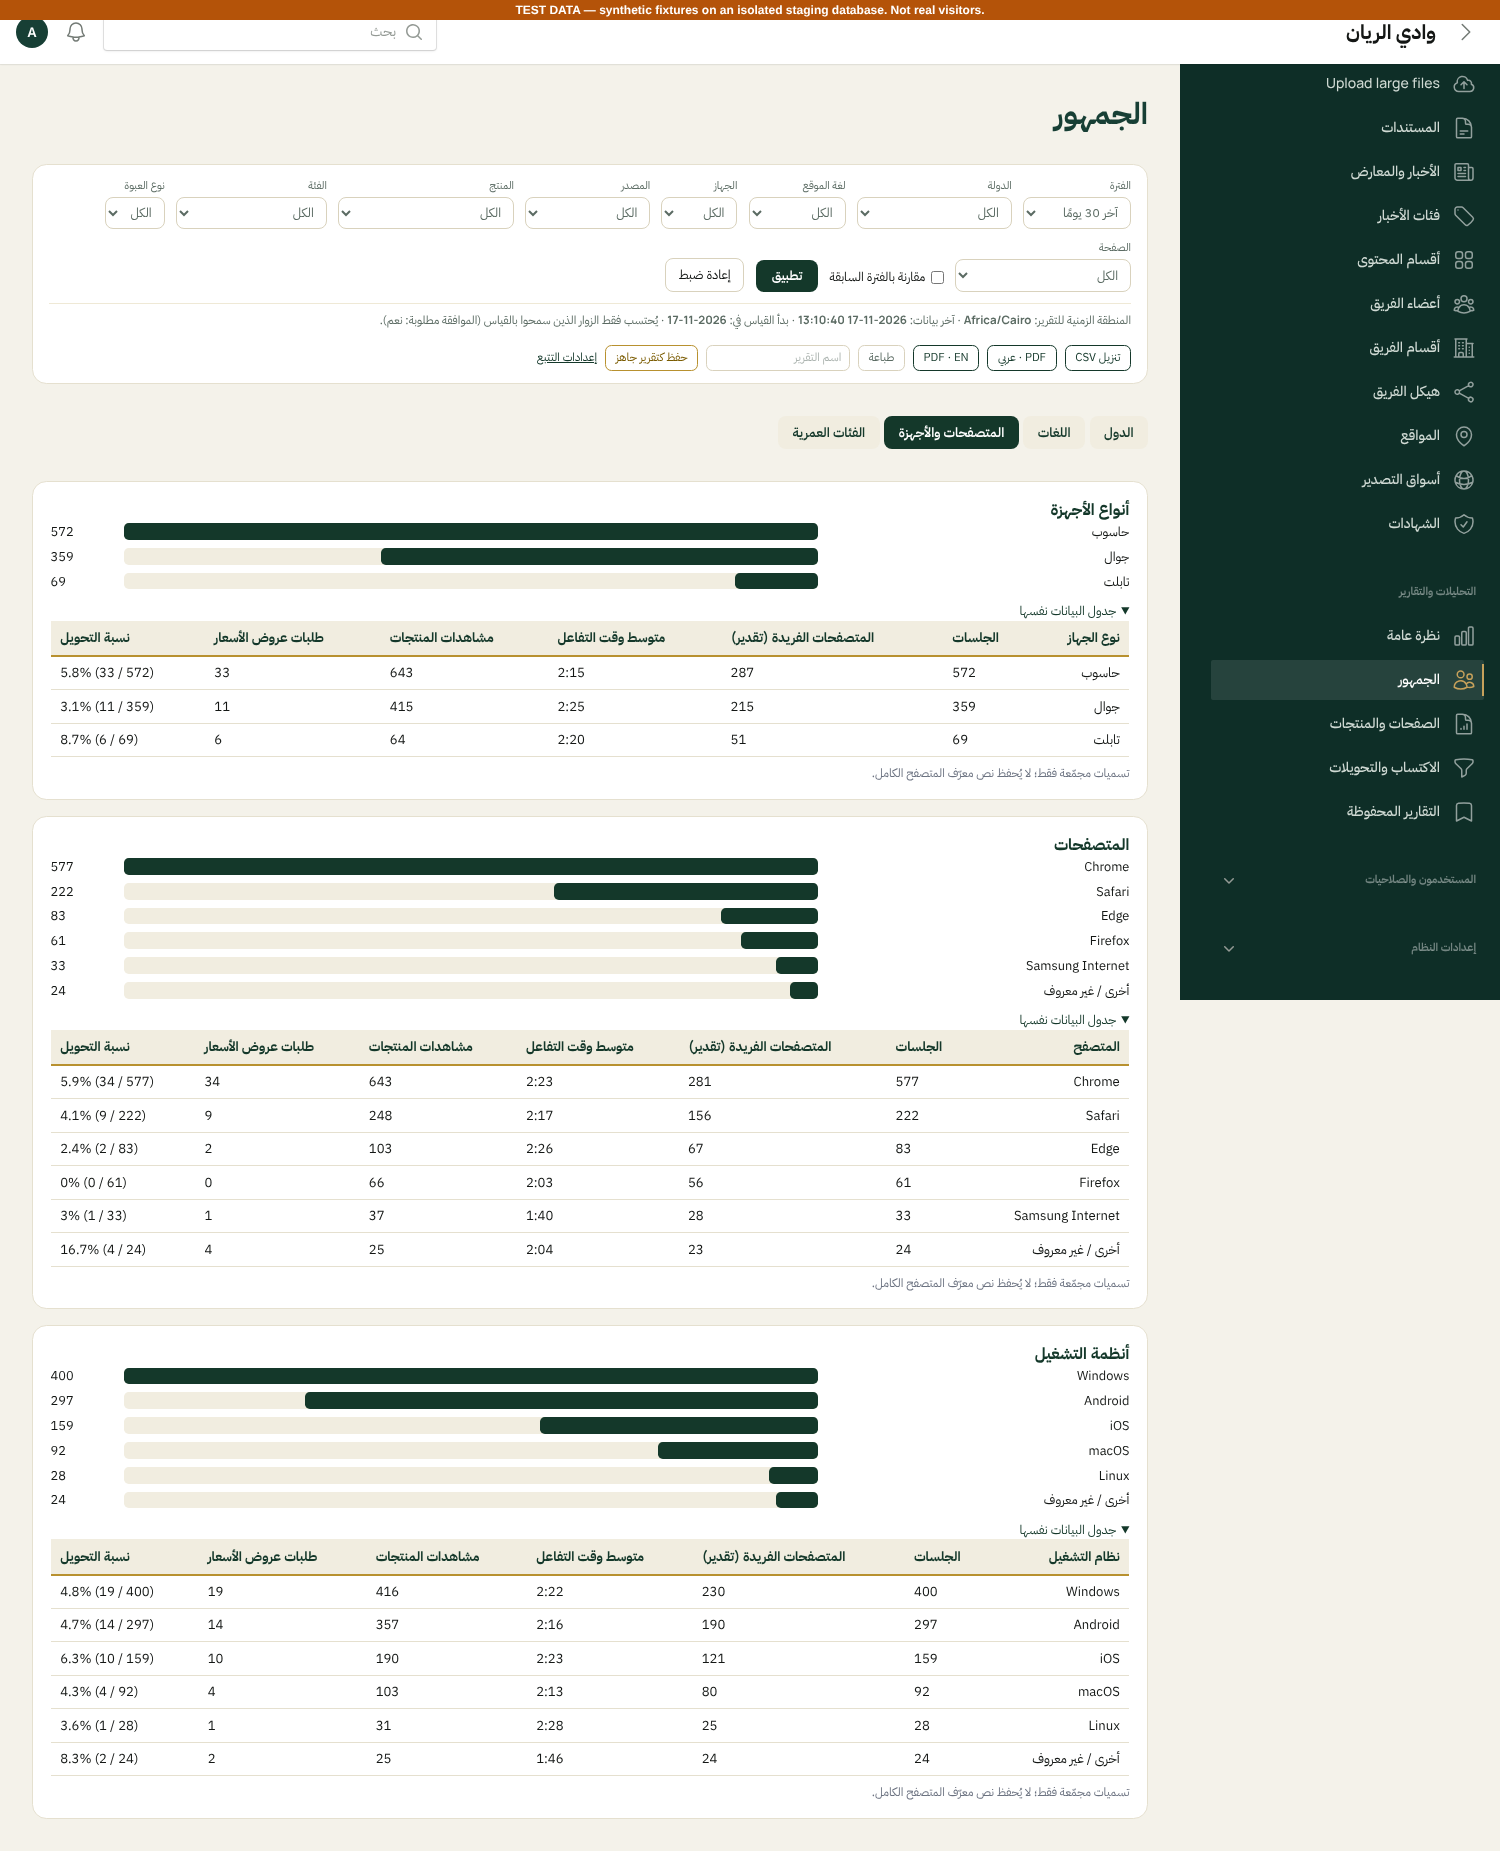 TEST DATA — synthetic fixtures on an isolated staging database. Not real visitors.
وادي الريان
بحث
A
Upload large files
المستندات
الأخبار والمعارض
فئات الأخبار
أقسام المحتوى
أعضاء الفريق
أقسام الفريق
هيكل الفريق
المواقع
أسواق التصدير
الشهادات
التحليلات والتقارير
نظرة عامة
الجمهور
الصفحات والمنتجات
الاكتساب والتحويلات
التقارير المحفوظة
المستخدمون والصلاحيات
إعدادات النظام
الجمهور
الفترة الدولة لغة الموقع الجهاز المصدر المنتج الفئة نوع العبوة
آخر 30 يومًا الكل الكل الكل الكل الكل الكل الكل
الصفحة
الكل مقارنة بالفترة السابقة تطبيق إعادة ضبط
المنطقة الزمنية للتقرير: Africa/Cairo · آخر بيانات: 2026-11-17 13:10:40 · بدأ القياس في: 2026-11-17 · يُحتسب فقط الزوار الذين سمحوا بالقياس (الموافقة مطلوبة: نعم).
تنزيل CSV PDF · عربي PDF · EN طباعة اسم التقرير حفظ كتقرير جاهز إعدادات التتبع
الدول اللغات المتصفحات والأجهزة الفئات العمرية
أنواع الأجهزة
حاسوب 572
جوال 359
تابلت 69
▼ جدول البيانات نفسها
نوع الجهاز الجلسات المتصفحات الفريدة (تقدير) متوسط وقت التفاعل مشاهدات المنتجات طلبات عروض الأسعار نسبة التحويل
حاسوب 572 287 2:15 643 33 5.8% (33 / 572)
جوال 359 215 2:25 415 11 3.1% (11 / 359)
تابلت 69 51 2:20 64 6 8.7% (6 / 69)
تسميات مجمّعة فقط؛ لا يُحفظ نص معرّف المتصفح الكامل.
المتصفحات
Chrome 577
Safari 222
Edge 83
Firefox 61
Samsung Internet 33
أخرى / غير معروف 24
▼ جدول البيانات نفسها
المتصفح الجلسات المتصفحات الفريدة (تقدير) متوسط وقت التفاعل مشاهدات المنتجات طلبات عروض الأسعار نسبة التحويل
Chrome 577 281 2:23 643 34 5.9% (34 / 577)
Safari 222 156 2:17 248 9 4.1% (9 / 222)
Edge 83 67 2:26 103 2 2.4% (2 / 83)
Firefox 61 56 2:03 66 0 0% (0 / 61)
Samsung Internet 33 28 1:40 37 1 3% (1 / 33)
أخرى / غير معروف 24 23 2:04 25 4 16.7% (4 / 24)
تسميات مجمّعة فقط؛ لا يُحفظ نص معرّف المتصفح الكامل.
أنظمة التشغيل
Windows 400
Android 297
iOS 159
macOS 92
Linux 28
أخرى / غير معروف 24
▼ جدول البيانات نفسها
نظام التشغيل الجلسات المتصفحات الفريدة (تقدير) متوسط وقت التفاعل مشاهدات المنتجات طلبات عروض الأسعار نسبة التحويل
Windows 400 230 2:22 416 19 4.8% (19 / 400)
Android 297 190 2:16 357 14 4.7% (14 / 297)
iOS 159 121 2:23 190 10 6.3% (10 / 159)
macOS 92 80 2:13 103 4 4.3% (4 / 92)
Linux 28 25 2:28 31 1 3.6% (1 / 28)
أخرى / غير معروف 24 24 1:46 25 2 8.3% (2 / 24)
تسميات مجمّعة فقط؛ لا يُحفظ نص معرّف المتصفح الكامل.